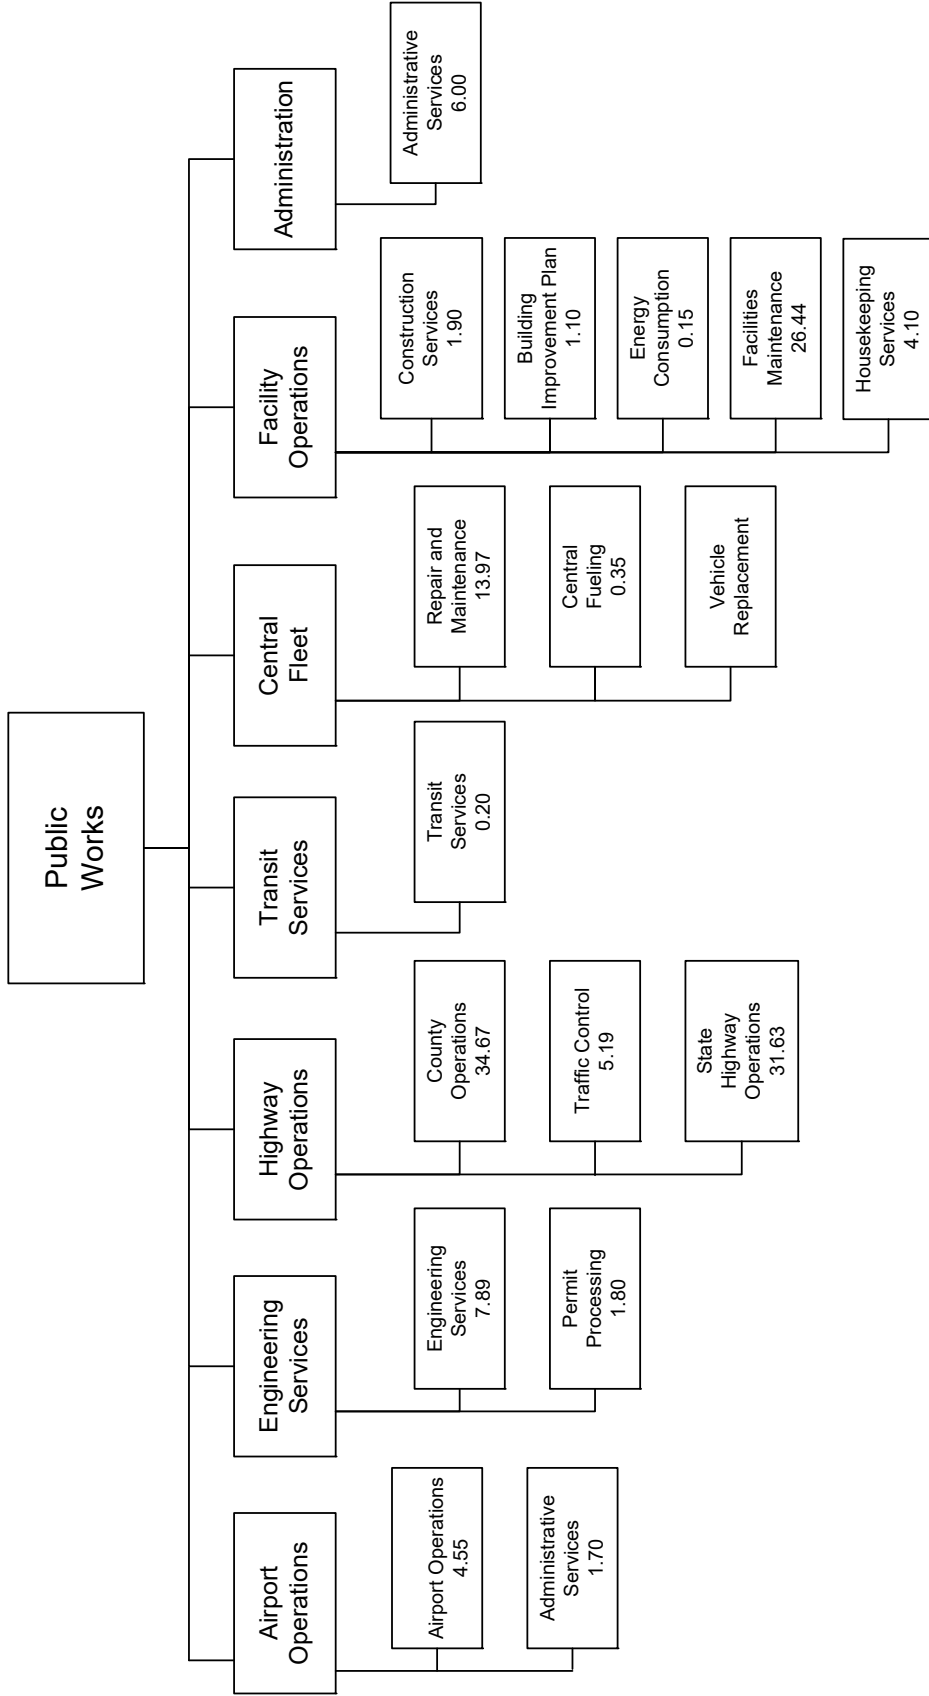 Public
Works
Airport
Operations
Engineering
Services
Highway
Operations
Transit
Services
Central
Fleet
Facility
Operations
Administration
Airport Operations
4.55
Administrative
Services
1.70
Engineering
Services
7.89
Permit
Processing
1.80
County
Operations
34.67
Traffic Control
5.19
State
Highway
Operations
31.63
Transit
Services
0.20
Repair and
Maintenance
13.97
Central
Fueling
0.35
Vehicle
Replacement
Construction
Services
1.90
Building
Improvement Plan
1.10
Energy
Consumption
0.15
Facilities
Maintenance
26.44
Housekeeping
Services
4.10
Administrative
Services
6.00